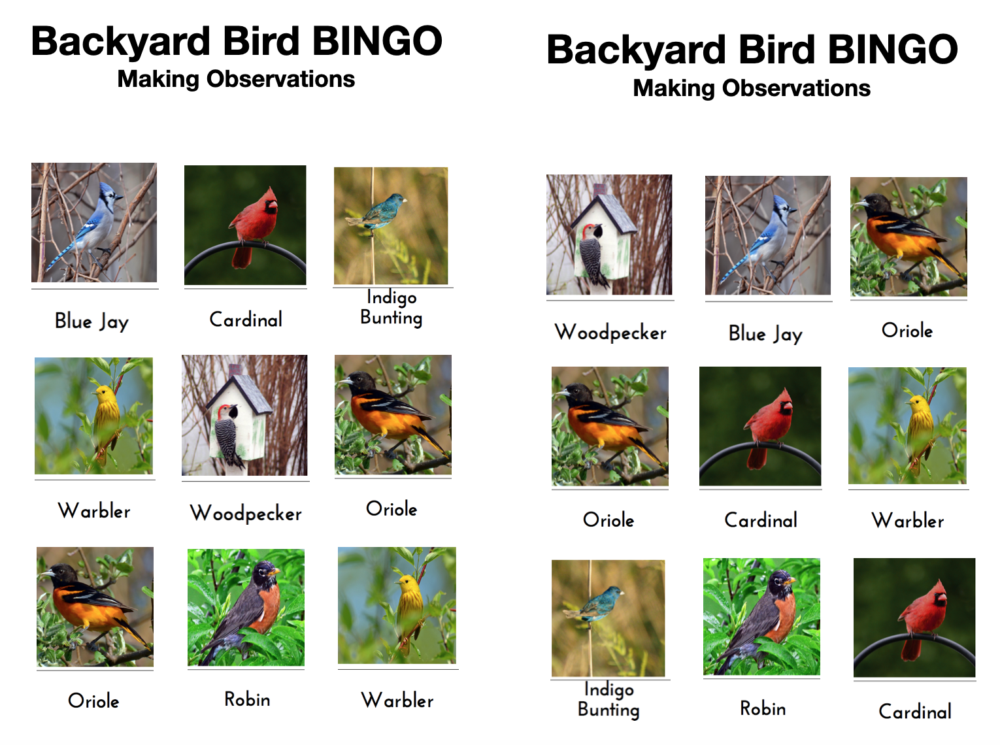 Backyard Bird BINGO
Making Observations
Blue Jay
Cardinal
Indigo
Bunting
Warbler
Woodpecker
Oriole
Oriole
Robin
Warbler
Backyard Bird BINGO
Making Observations
Woodpecker
Blue Jay
Oriole
Oriole
Cardinal
Warbler
Indigo
Bunting
Robin
Cardinal